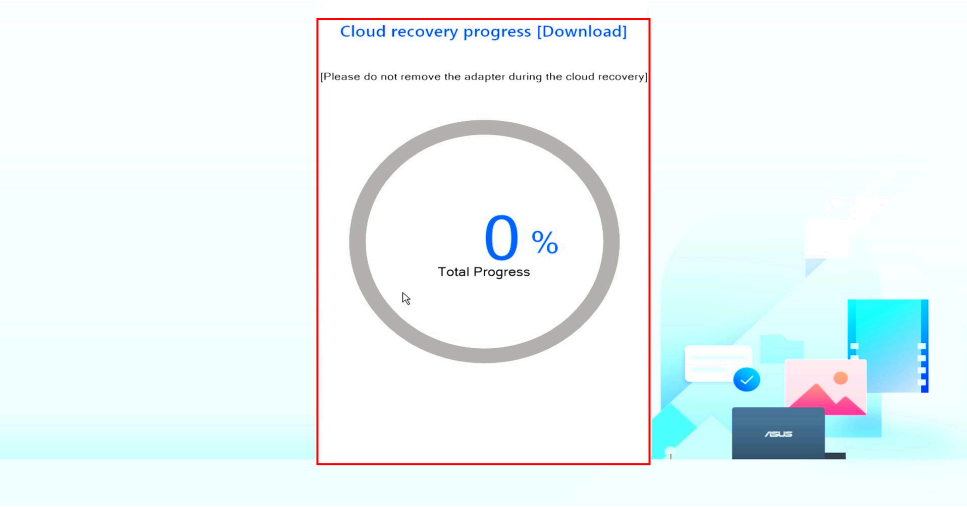 Cloud recovery progress [Download]
[Please do not remove the adapter during the cloud recovery]
0 %
Total Progress
ASUS